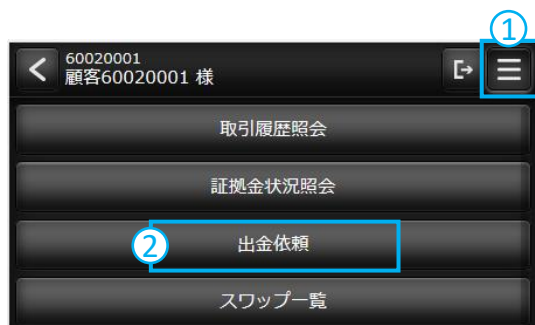 ①
60020001
顧客60020001 様
取引履歴照会
証拠金状況照会
② 出金依頼
スワップ一覧